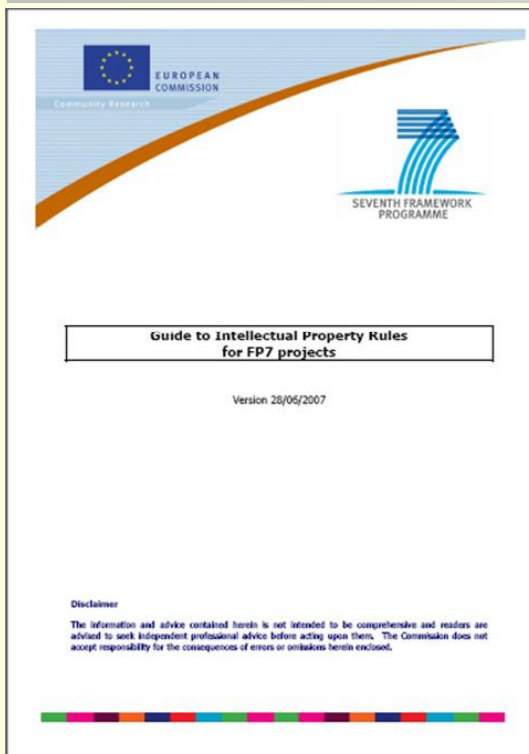 EUROPEAN
COMMISSION
Community Research
SEVENTH FRAMEWORK
PROGRAMME
Guide to Intellectual Property Rules
for FP7 projects
Version 28/06/2007
Disclaimer
The information and advice contained herein is not intended to be comprehensive and readers are
advised to seek independent professional advice before acting upon them. The Commission does not
accept responsibility for the consequences of errors or omissions herein enclosed.